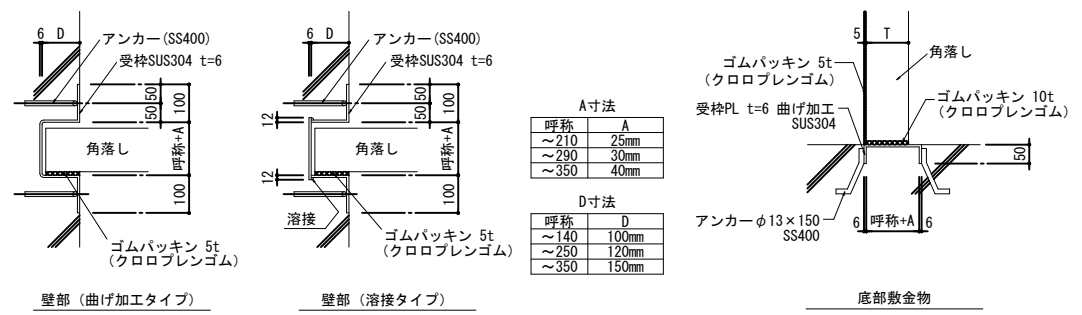 6 D
アンカー(SS400)
受枠SUS304 t=6
50
50
100
呼称+A
100
角落し
ゴムパッキン 5t
(クロロプレンゴム)
壁部（曲げ加工タイプ）
6 D
アンカー(SS400)
受枠SUS304 t=6
12
12
50
50
100
呼称+A
100
角落し
溶接
ゴムパッキン 5t
(クロロプレンゴム)
壁部（溶接タイプ）
A寸法
呼称 A
～210 25mm
～290 30mm
～350 40mm
D寸法
呼称 D
～140 100mm
～250 120mm
～350 150mm
5 T
角落し
ゴムパッキン 5t
(クロロプレンゴム)
ゴムパッキン 10t
(クロロプレンゴム)
受枠PL t=6 曲げ加工
SUS304
50
アンカーφ13×150
SS400
6 呼称+A 6
底部敷金物